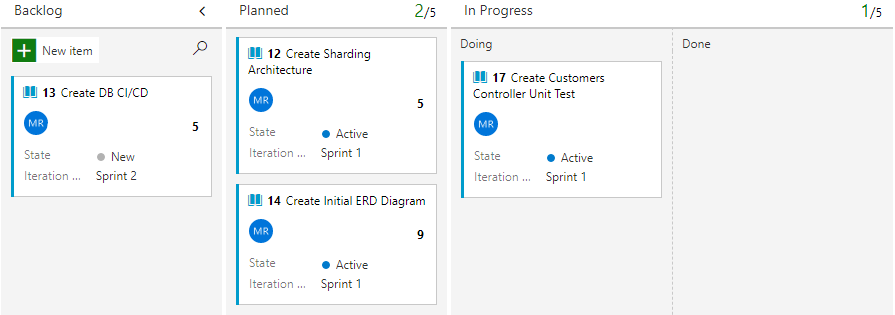 Backlog
New item
13 Create DB CI/CD
MR
5
State New
Iteration ... Sprint 2
Planned 2/5
12 Create Sharding
Architecture
MR
5
State Active
Iteration ... Sprint 1
14 Create Initial ERD Diagram
MR
9
State Active
Iteration ... Sprint 1
In Progress 1/5
Doing
17 Create Customers
Controller Unit Test
MR
State Active
Iteration ... Sprint 1
Done